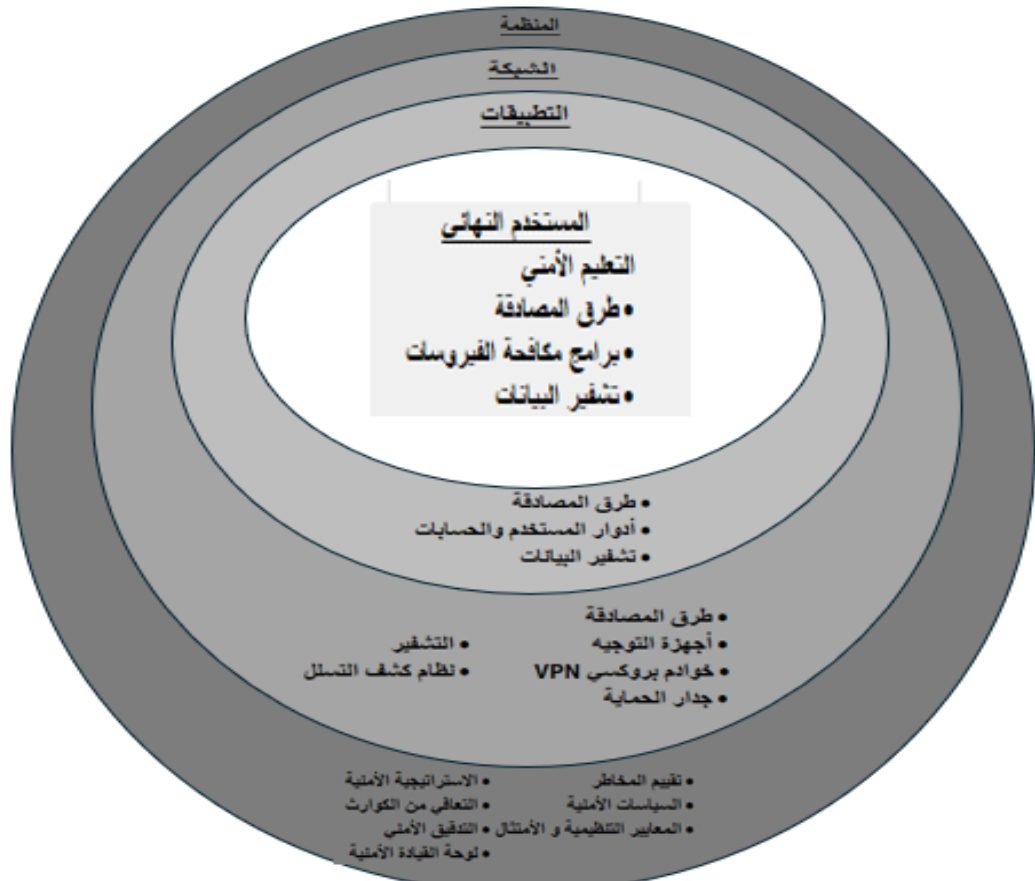 المنظمة
الشبكة
التطبيقات
المستخدم النهائي
التعليم الأمني
• طرق المصادقة
• برامج مكافحة الفيروسات
• تشفير البيانات
• طرق المصادقة
• أدوار المستخدم والحسابات
• تشفير البيانات
• طرق المصادقة
• أجهزة التوجيه
• خوادم بروكسي VPN
• جدار الحماية
• التشفير
• نظام كشف التسلل
• تقييم المخاطر
• السياسات الأمنية
• المعايير التنظيمية و الأمتثال
• الاستراتيجية الأمنية
• التعافي من الكوارث
• التدقيق الأمني
• لوحة القيادة الأمنية